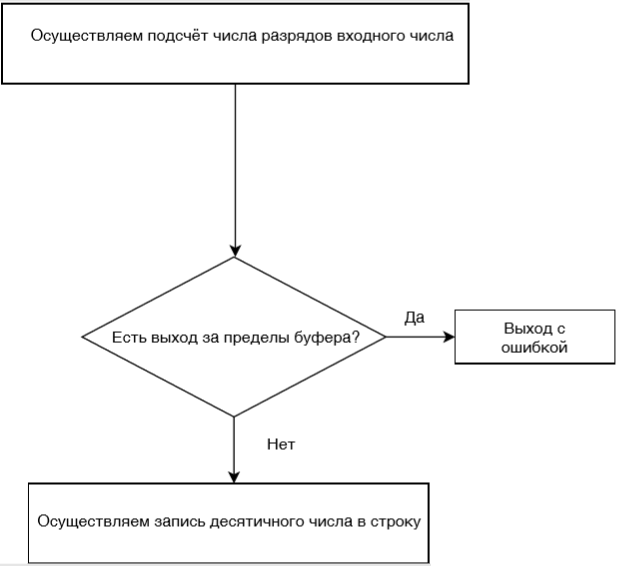 Осуществляем подсчёт числа разрядов входного числа
Есть выход за пределы буфера?
Да
Выход с
ошибкой
Нет
Осуществляем запись десятичного числа в строку